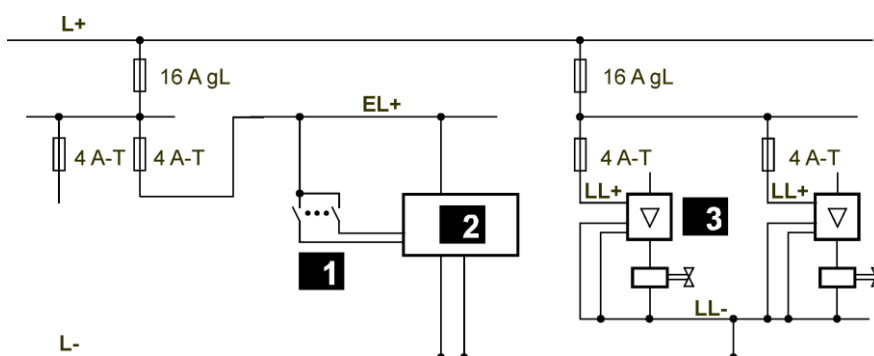 L+
16 A gL
16 A gL
EL+
4 A-T
4 A-T
4 A-T
4 A-T
LL+
LL+
1
2
3
LL-
L-